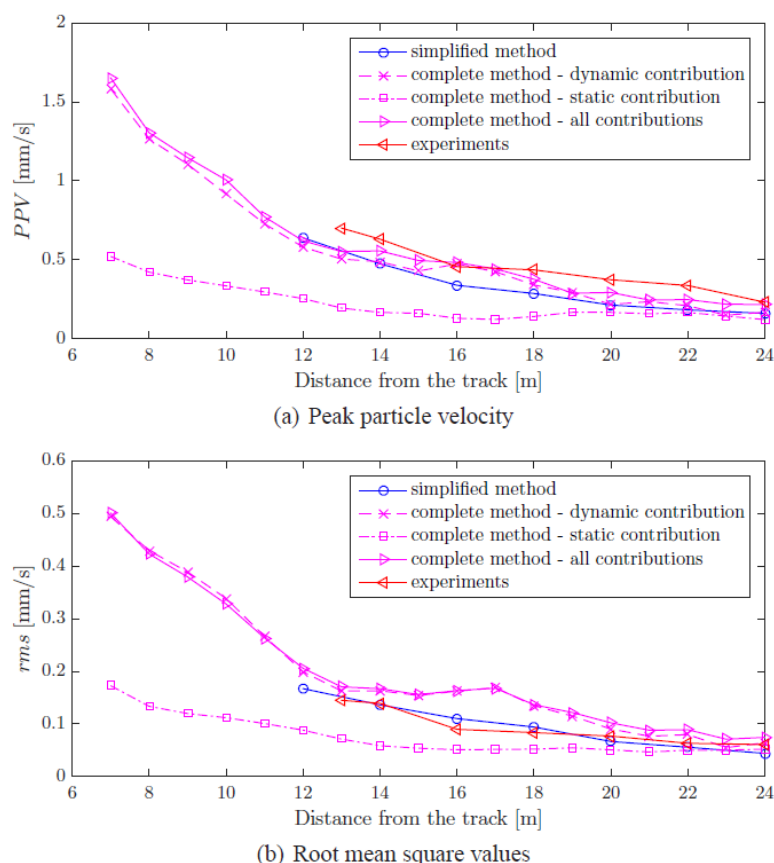 2
1.5
1
0.5
0
PPV [mm/s]
simplified method
complete method - dynamic contribution
complete method - static contribution
complete method - all contributions
experiments
6 8 10 12 14 16 18 20 22 24
Distance from the track [m]
(a) Peak particle velocity
0.6
0.5
0.4
0.3
0.2
0.1
0
rms [mm/s]
simplified method
complete method - dynamic contribution
complete method - static contribution
complete method - all contributions
experiments
6 8 10 12 14 16 18 20 22 24
Distance from the track [m]
(b) Root mean square values